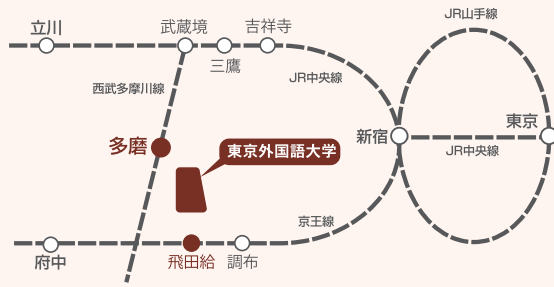 JR山手線
立川
武蔵境
吉祥寺
三鷹
JR中央線
西武多摩川線
東京
新宿
JR中央線
多磨
東京外国語大学
京王線
府中
飛田給
調布